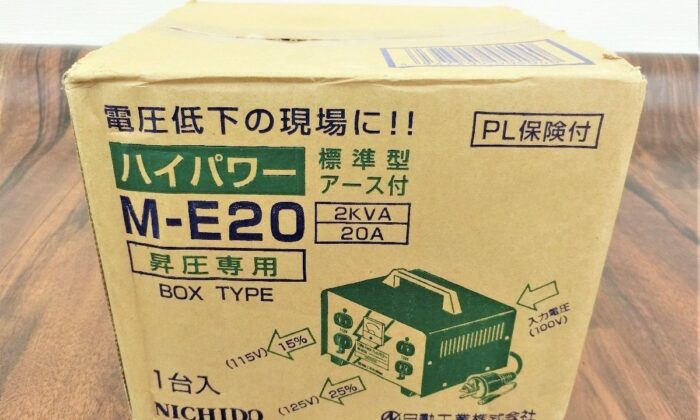 電圧低下の現場に!!
PL保険付
ハイパワー
標準型
アース付
M-E20
2KVA
20A
昇圧専用
BOX TYPE
入力電圧
(100V)
(115V) 15%
(125V) 25%
1台入
NICHIDO
日動工業株式会社